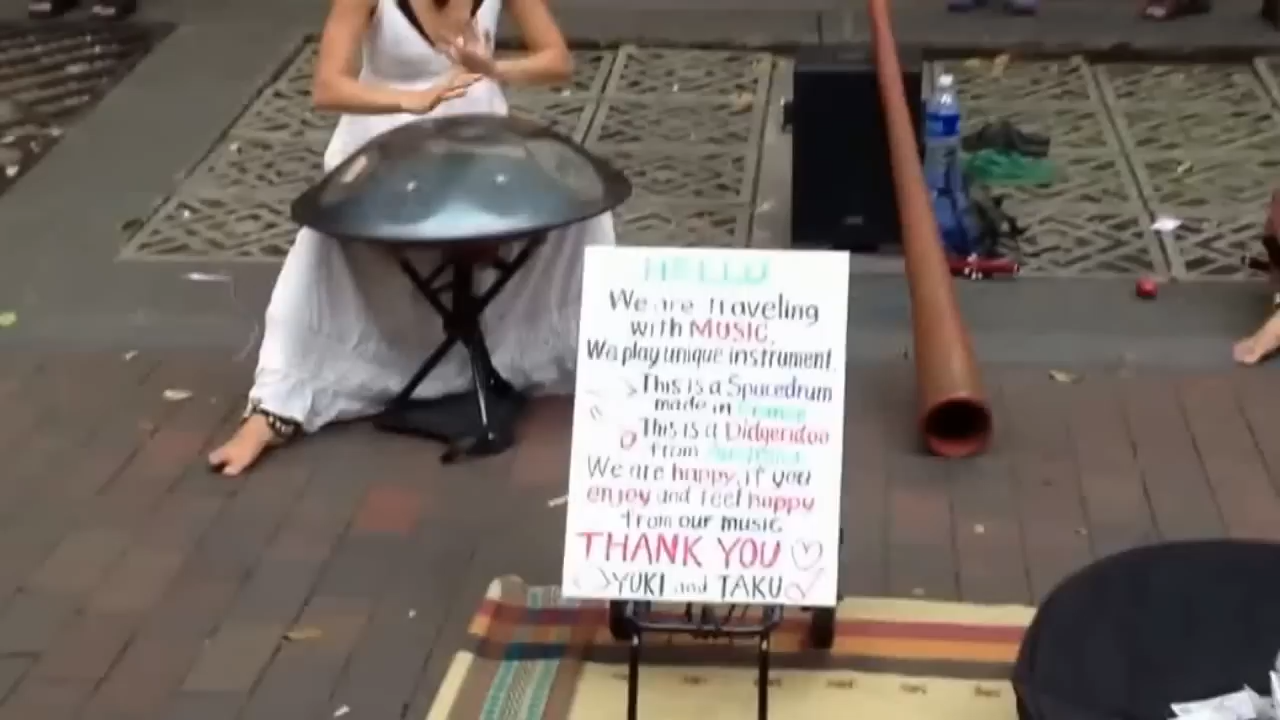 HELLO
We are traveling
with MUSIC.
We play unique instrument.
This is a Spacedrum
made in France
This is a Didgeridoo
from
We are happy, if you
enjoy and feel happy
from our music
THANK YOU
YUKI and TAKU